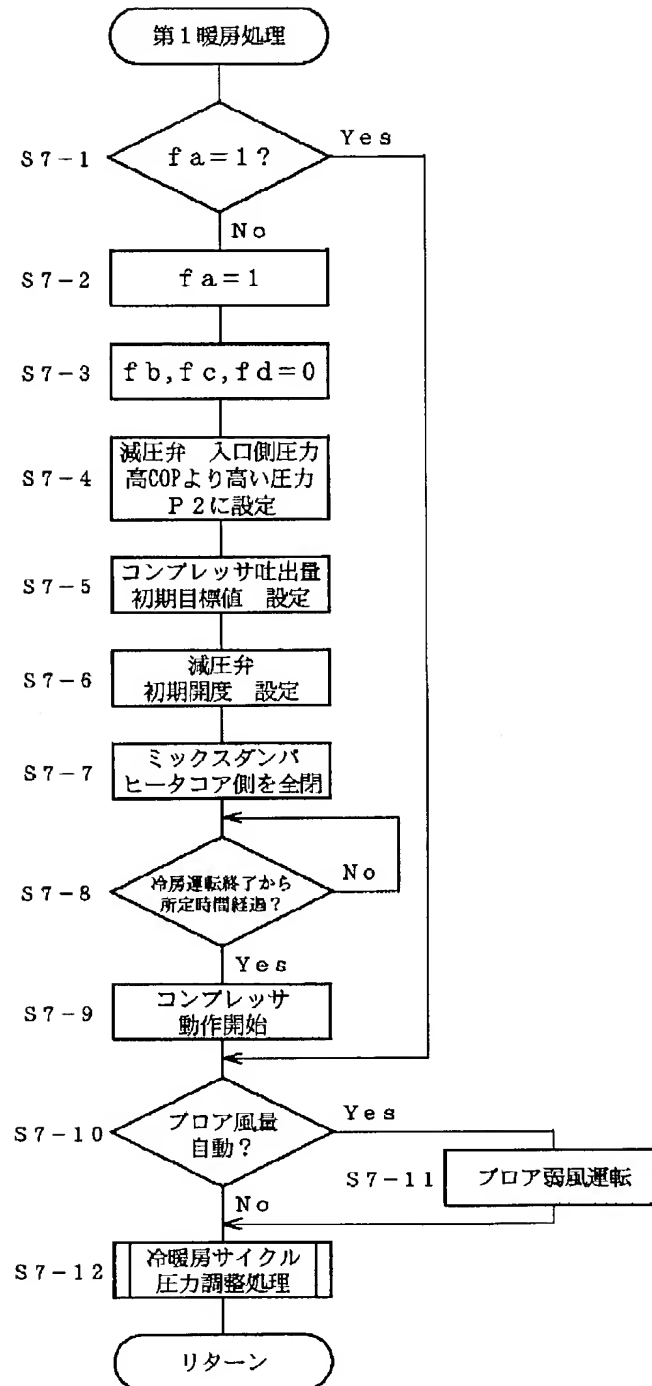 第1暖房処理
S7-1
fa=1?
Yes
No
S7-2
fa=1
S7-3
fb,fc,fd=0
S7-4
減圧弁 入口側圧力
高COPより高い圧力
P2に設定
S7-5
コンプレッサ吐出量
初期目標値 設定
S7-6
減圧弁
初期開度 設定
S7-7
ミックスダンパ
ヒータコア側を全閉
S7-8
冷房運転終了から
所定時間経過?
No
Yes
S7-9
コンプレッサ
動作開始
S7-10
ブロア風量
自動?
Yes
S7-11
ブロア弱風運転
No
S7-12
冷暖房サイクル
圧力調整処理
リターン